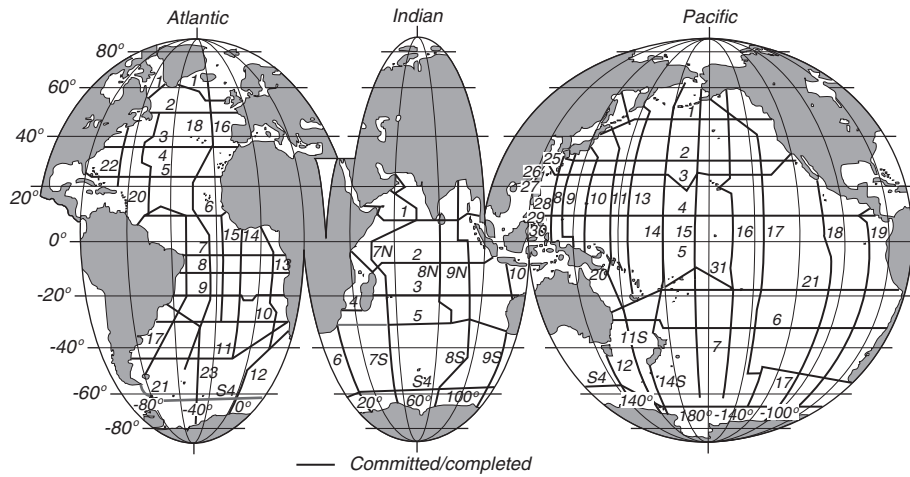 Atlantic Indian Pacific
80°
60° 1 1
2 1
18 16
40° 3 2
22 4 25
5 26 3
27
20° 20 6 1 28 8 9 10 11 13 4
29
15 14 30 14 15 16 17 18 19
0° 7 7N 2 5
8 13 8N 9N 10 20 31
9 3 21
-20° 4
10 5 6
17 11S
-40° 11 6 7S 8S 9S 12 7
23 12
21 S4 S4 S4 14S 17
-60° -80° -40° 0° 20° 60° 100° 140° 180° -140° -100°
-80°
Committed/completed